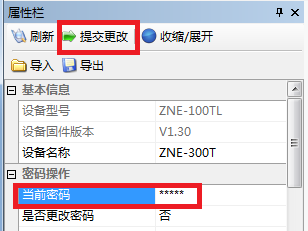 属性栏
刷新 提交更改 收缩/展开
导入 导出
基本信息
设备型号 ZNE-100TL
设备固件版本 V1.30
设备名称 ZNE-300T
密码操作
当前密码 *****
是否更改密码 否